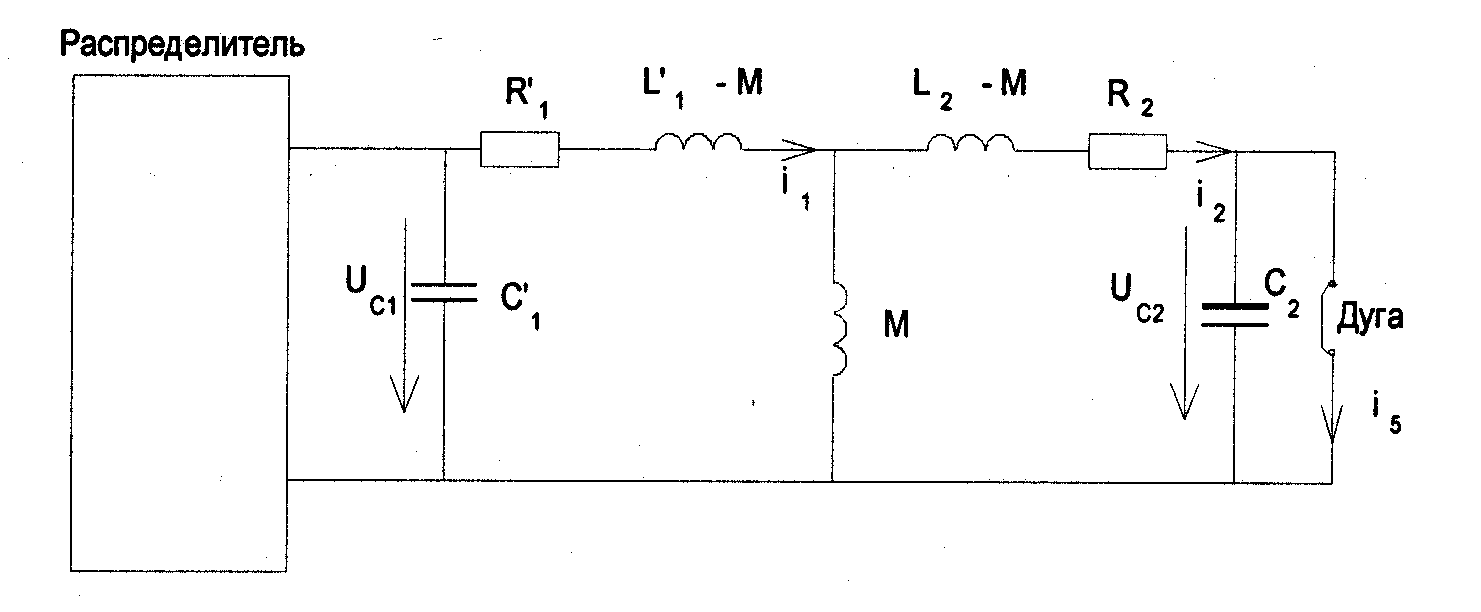 Распределитель
R'1
L'1 - M
L2 - M
R2
i1
i2
UC1
C'1
M
UC2
C2
Дуга
i5